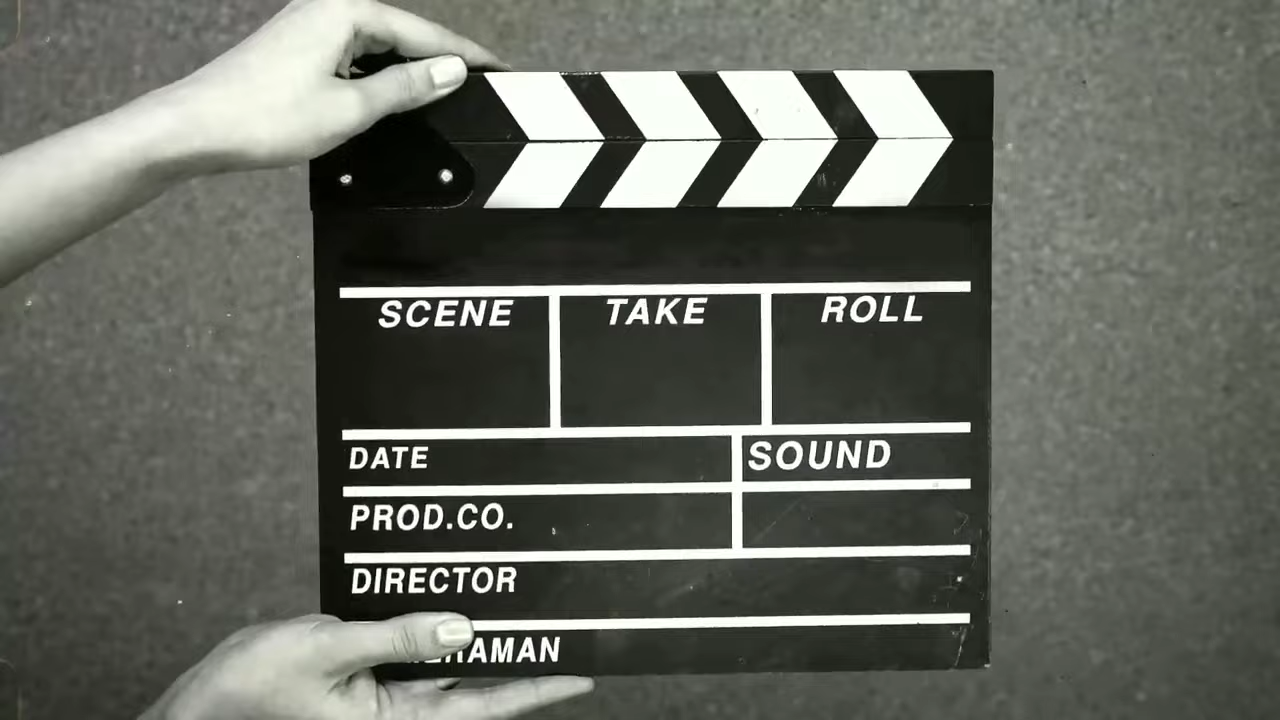 SCENE TAKE ROLL
DATE SOUND
PROD.CO.
DIRECTOR